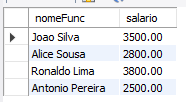 nomeFunc salario
Joao Silva 3500.00
Alice Sousa 2800.00
Ronaldo Lima 3800.00
Antonio Pereira 2500.00